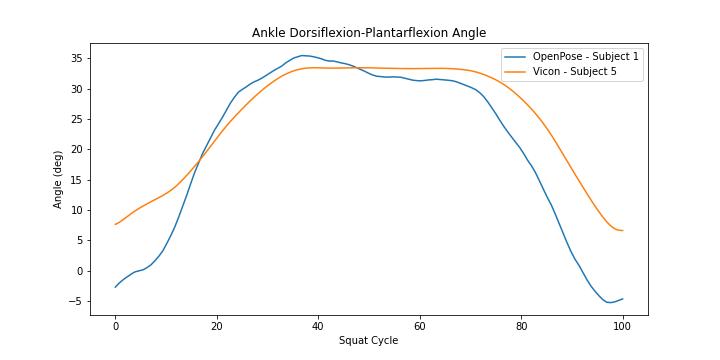 Ankle Dorsiflexion-Plantarflexion Angle
OpenPose - Subject 1
Vicon - Subject 5
Angle (deg)
35
30
25
20
15
10
5
0
−5
0 20 40 60 80 100
Squat Cycle